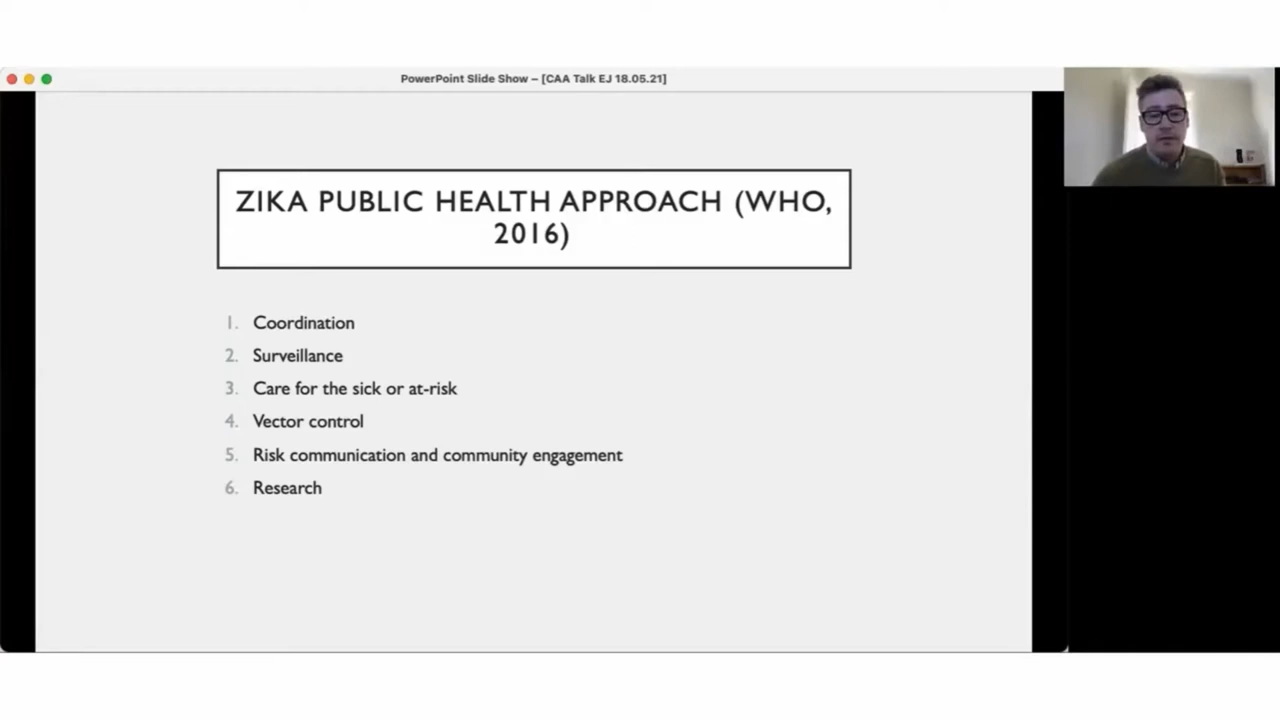 PowerPoint Slide Show – [CAA Talk EJ 18.05.21]
ZIKA PUBLIC HEALTH APPROACH (WHO,
2016)
1. Coordination
2. Surveillance
3. Care for the sick or at-risk
4. Vector control
5. Risk communication and community engagement
6. Research